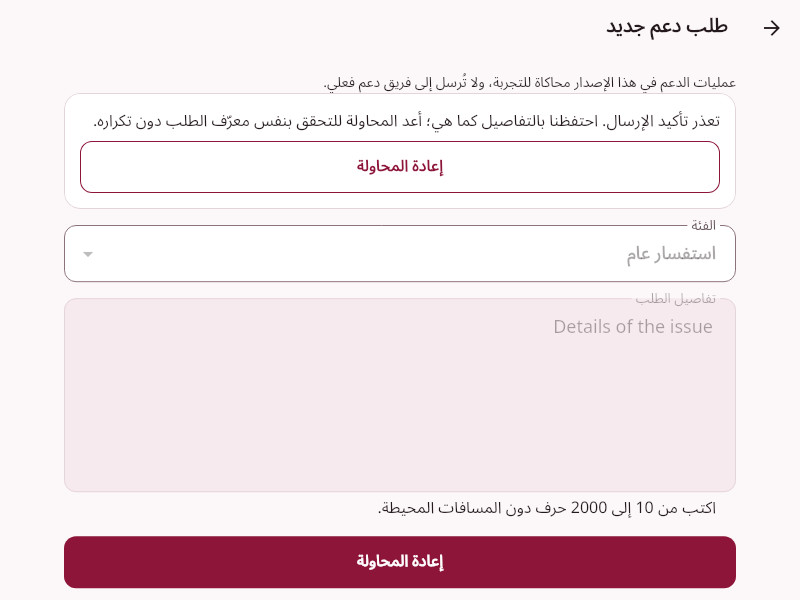 طلب دعم جديد
عمليات الدعم في هذا الإصدار محاكاة للتجربة، ولا تُرسل إلى فريق دعم فعلي.
تعذر تأكيد الإرسال. احتفظنا بالتفاصيل كما هي؛ أعد المحاولة للتحقق بنفس معرّف الطلب دون تكراره.
إعادة المحاولة
الفئة
استفسار عام
تفاصيل الطلب
Details of the issue
اكتب من 10 إلى 2000 حرف دون المسافات المحيطة.
إعادة المحاولة